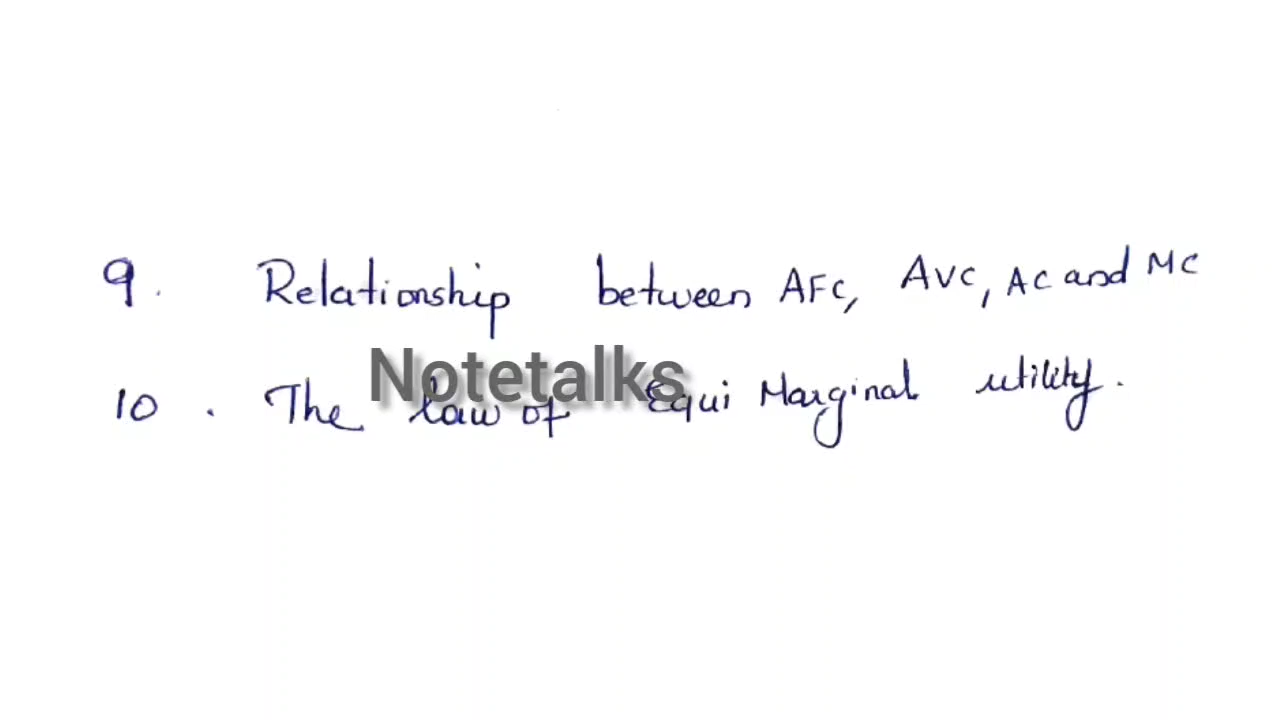 9. Relationship between AFC, AVC, AC and MC
Notetalks
10. The law of Equi Marginal utility.